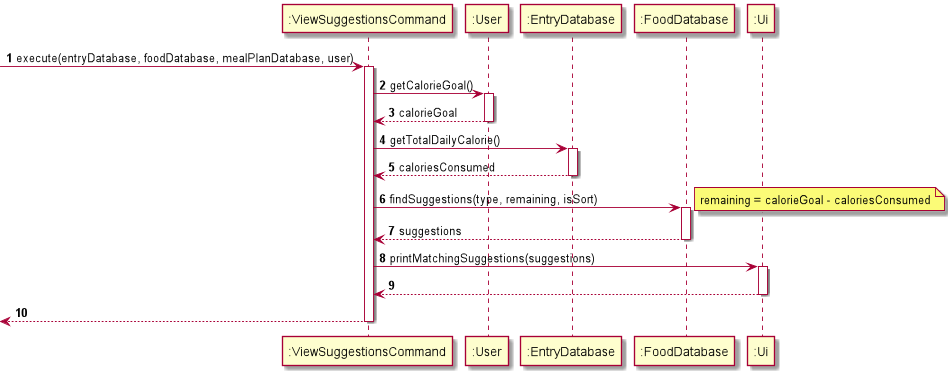 :ViewSuggestionsCommand :User :EntryDatabase :FoodDatabase :Ui
1 execute(entryDatabase, foodDatabase, mealPlanDatabase, user)
2 getCalorieGoal()
3 calorieGoal
4 getTotalDailyCalorie()
5 caloriesConsumed
6 findSuggestions(type, remaining, isSort) remaining = calorieGoal - caloriesConsumed
7 suggestions
8 printMatchingSuggestions(suggestions)
9
10
:ViewSuggestionsCommand :User :EntryDatabase :FoodDatabase :Ui